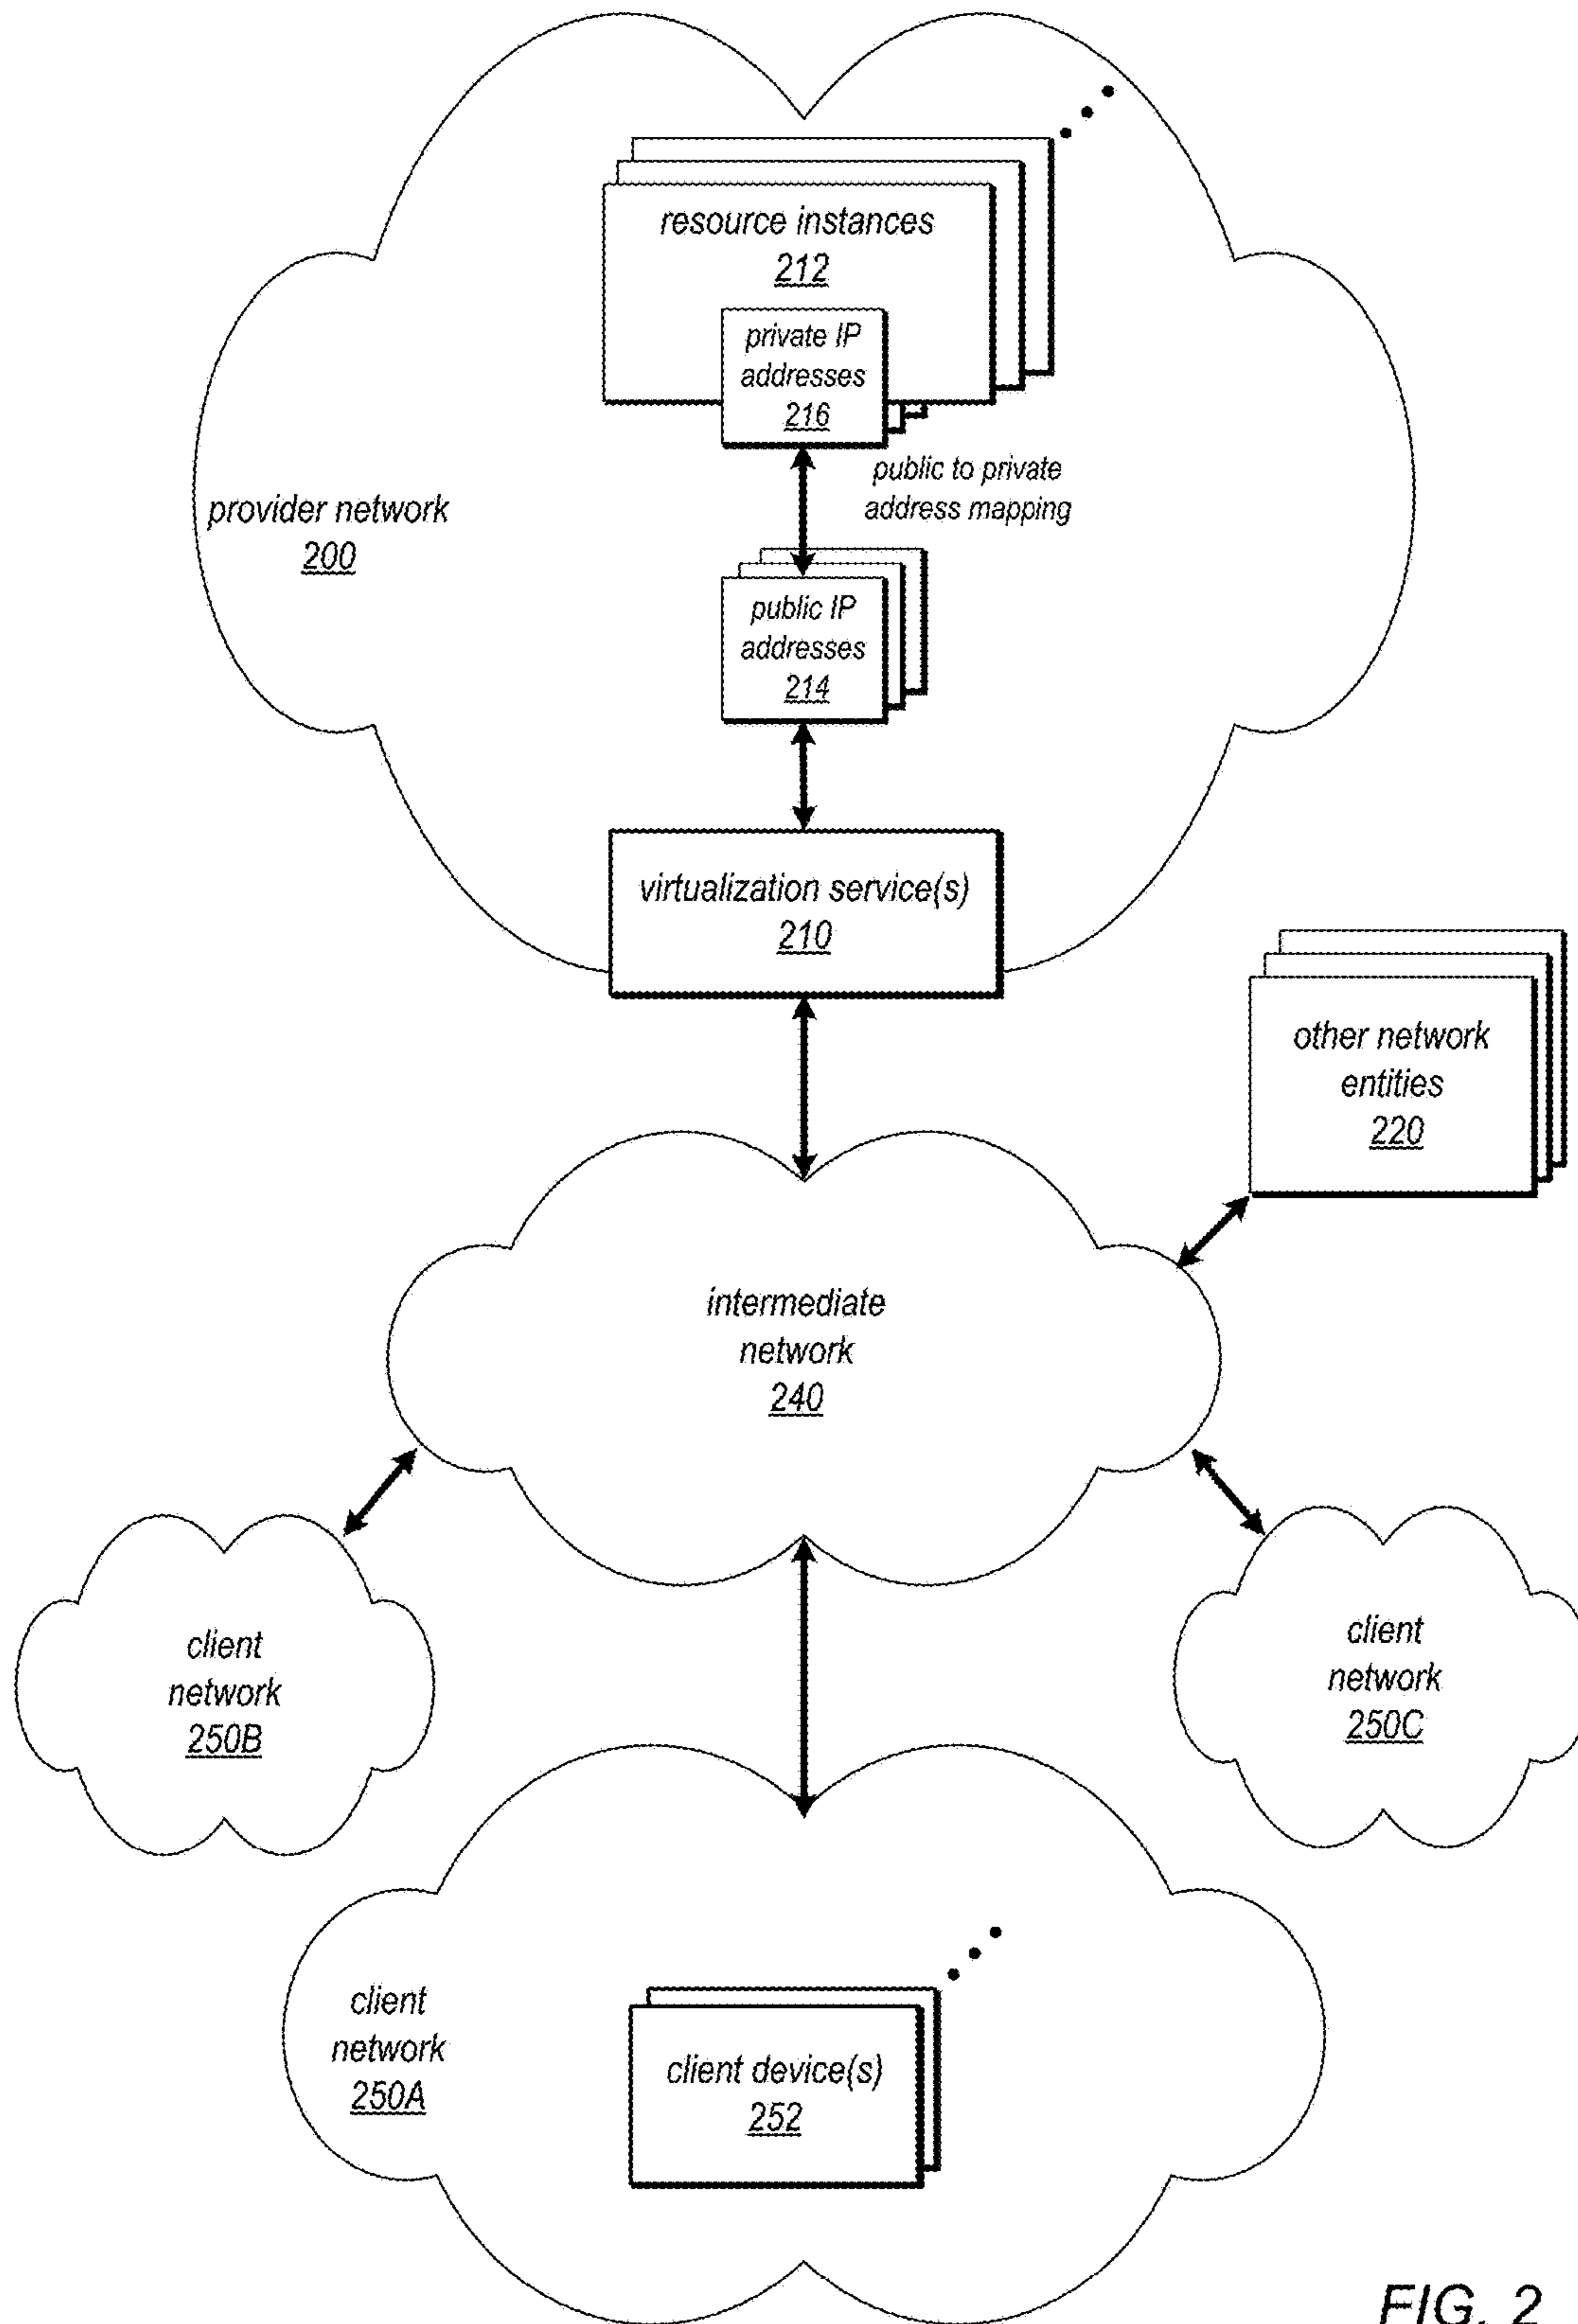 resource instances
212
private IP
addresses
216
public to private
address mapping
provider network
200
public IP
addresses
214
virtualization service(s)
210
other network
entities
220
intermediate
network
240
client
network
250B
client
network
250C
client
network
250A
client device(s)
252
FIG. 2